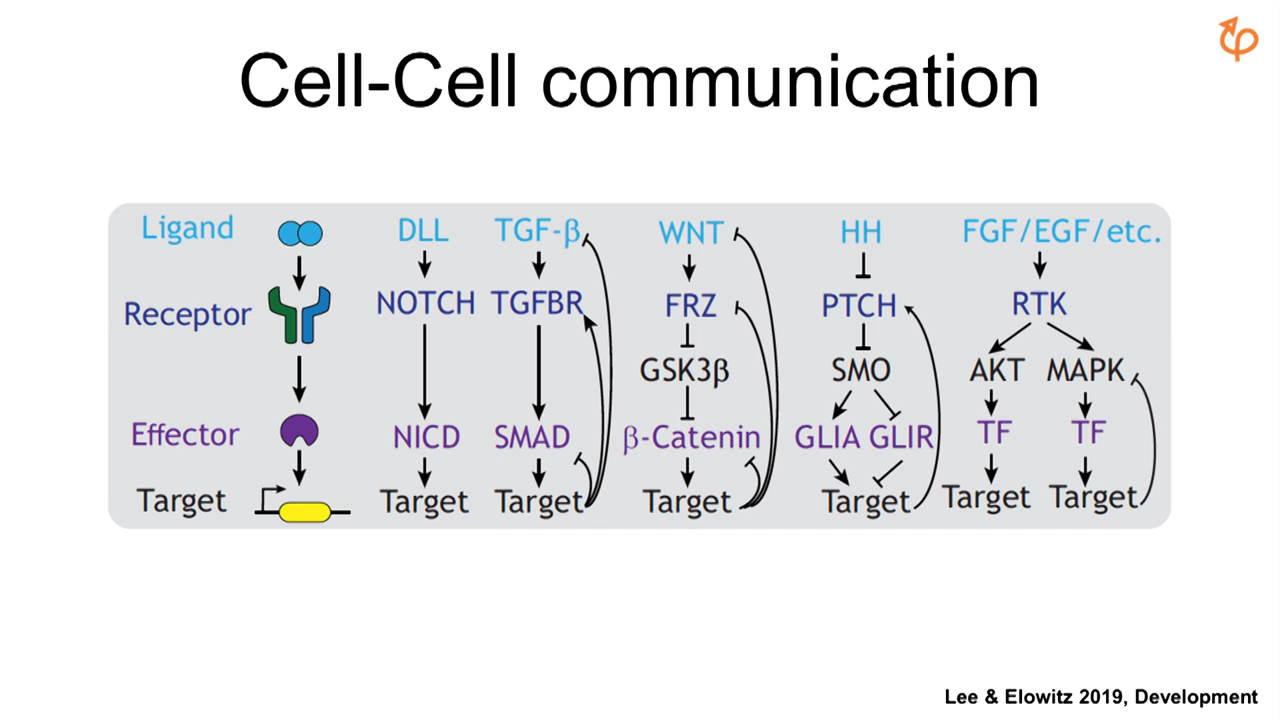 Cell-Cell communication
Ligand DLL TGF-β WNT HH FGF/EGF/etc.
Receptor NOTCH TGFBR FRZ PTCH RTK
GSK3β SMO AKT MAPK
Effector NICD SMAD β-Catenin GLIA GLIR TF TF
Target Target Target Target Target Target Target
Lee & Elowitz 2019, Development